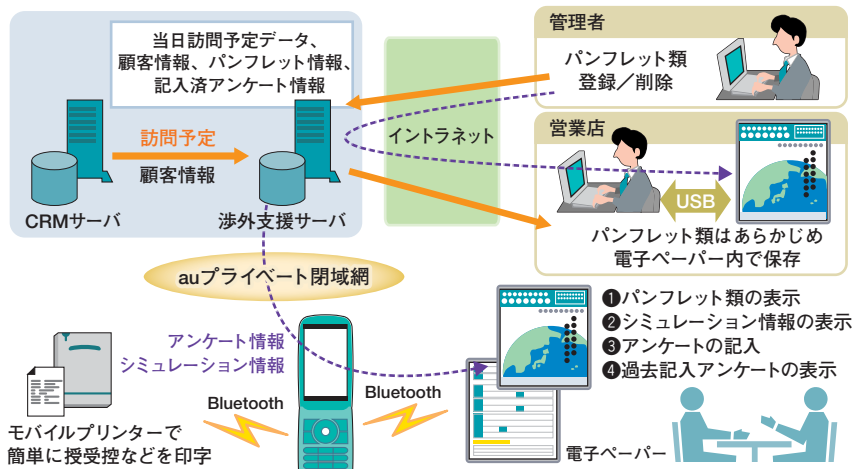 当日訪問予定データ、
顧客情報、パンフレット情報、
記入済アンケート情報
訪問予定
顧客情報
CRMサーバ
渉外支援サーバ
イントラネット
管理者
パンフレット類
登録／削除
営業店
USB
パンフレット類はあらかじめ
電子ペーパー内で保存
auプライベート閉域網
アンケート情報
シミュレーション情報
Bluetooth
Bluetooth
モバイルプリンターで
簡単に授受控などを印字
❶パンフレット類の表示
❷シミュレーション情報の表示
❸アンケートの記入
❹過去記入アンケートの表示
電子ペーパー